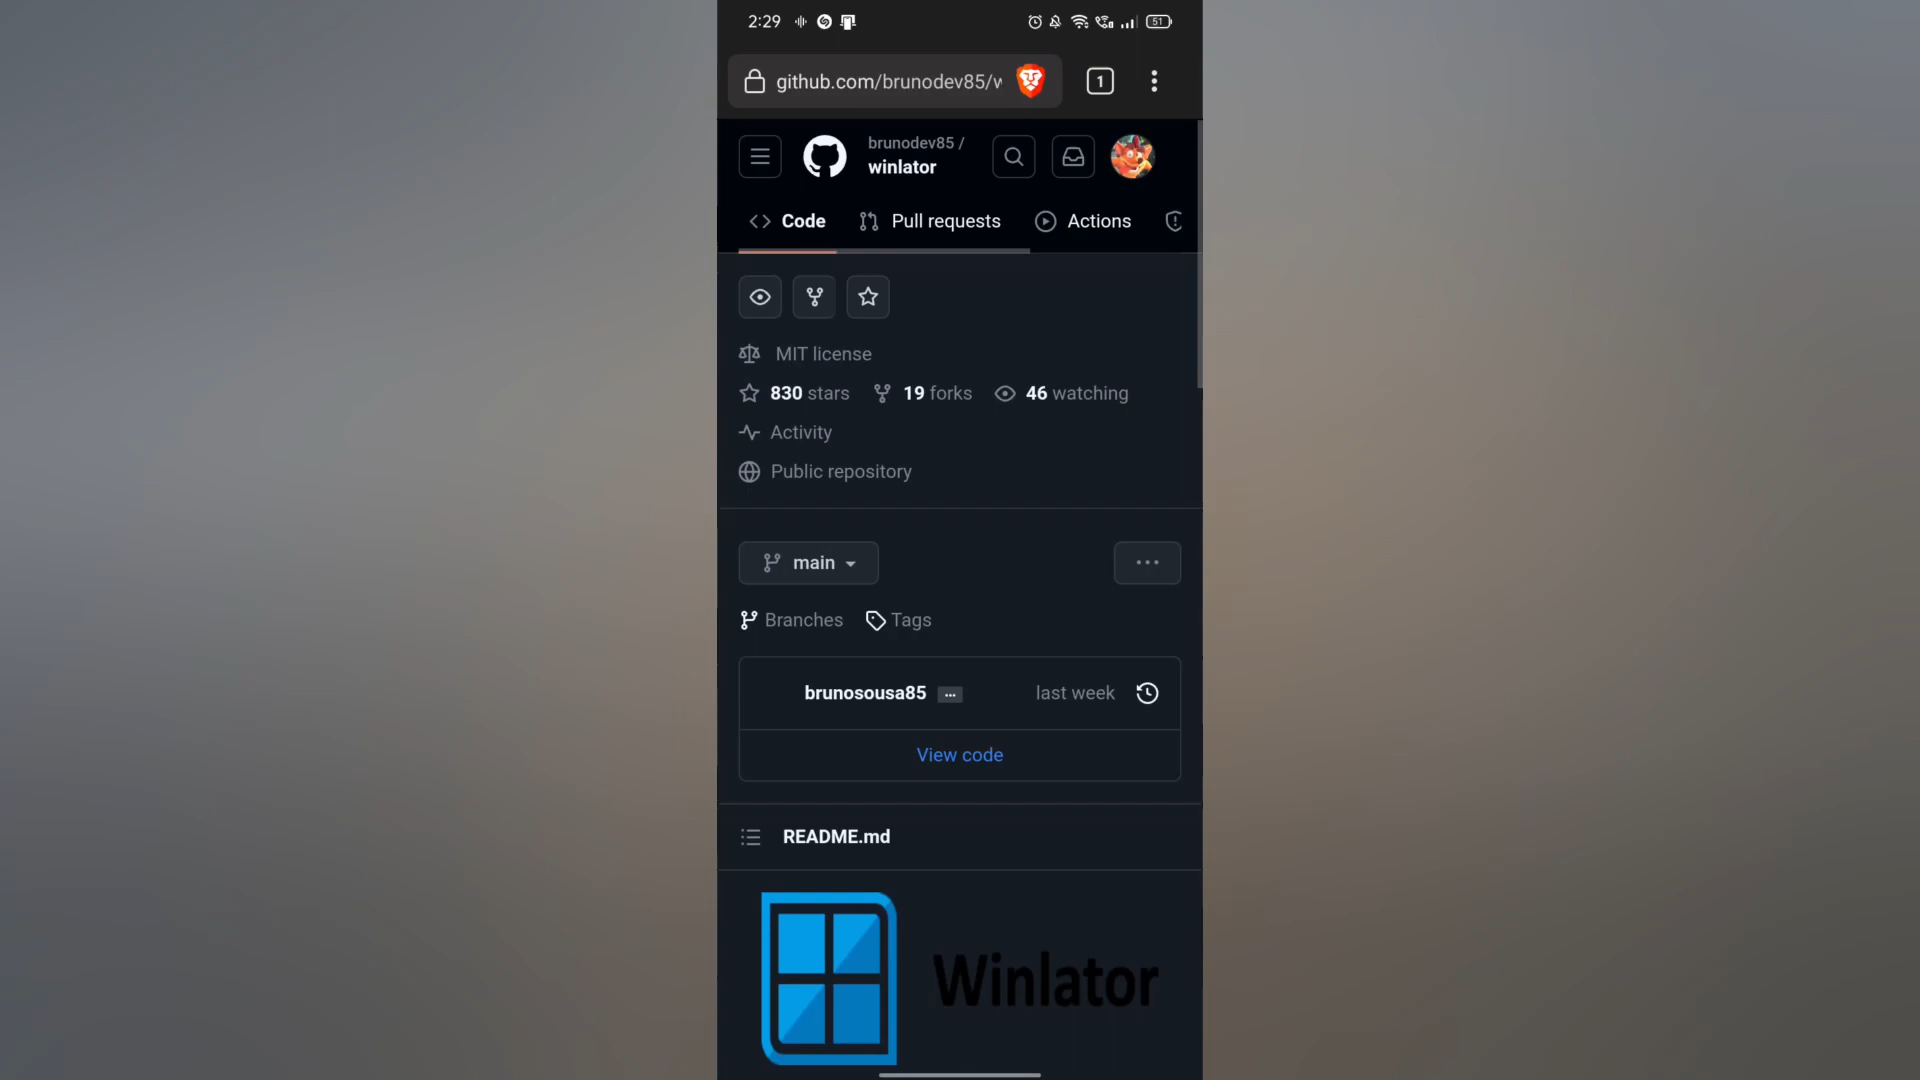 2:29
51
github.com/brunodev85/w
1
brunodev85 /
winlator
Code Pull requests Actions
MIT license
830 stars 19 forks 46 watching
Activity
Public repository
main
Branches Tags
brunosousa85 ... last week
View code
README.md
Winlator